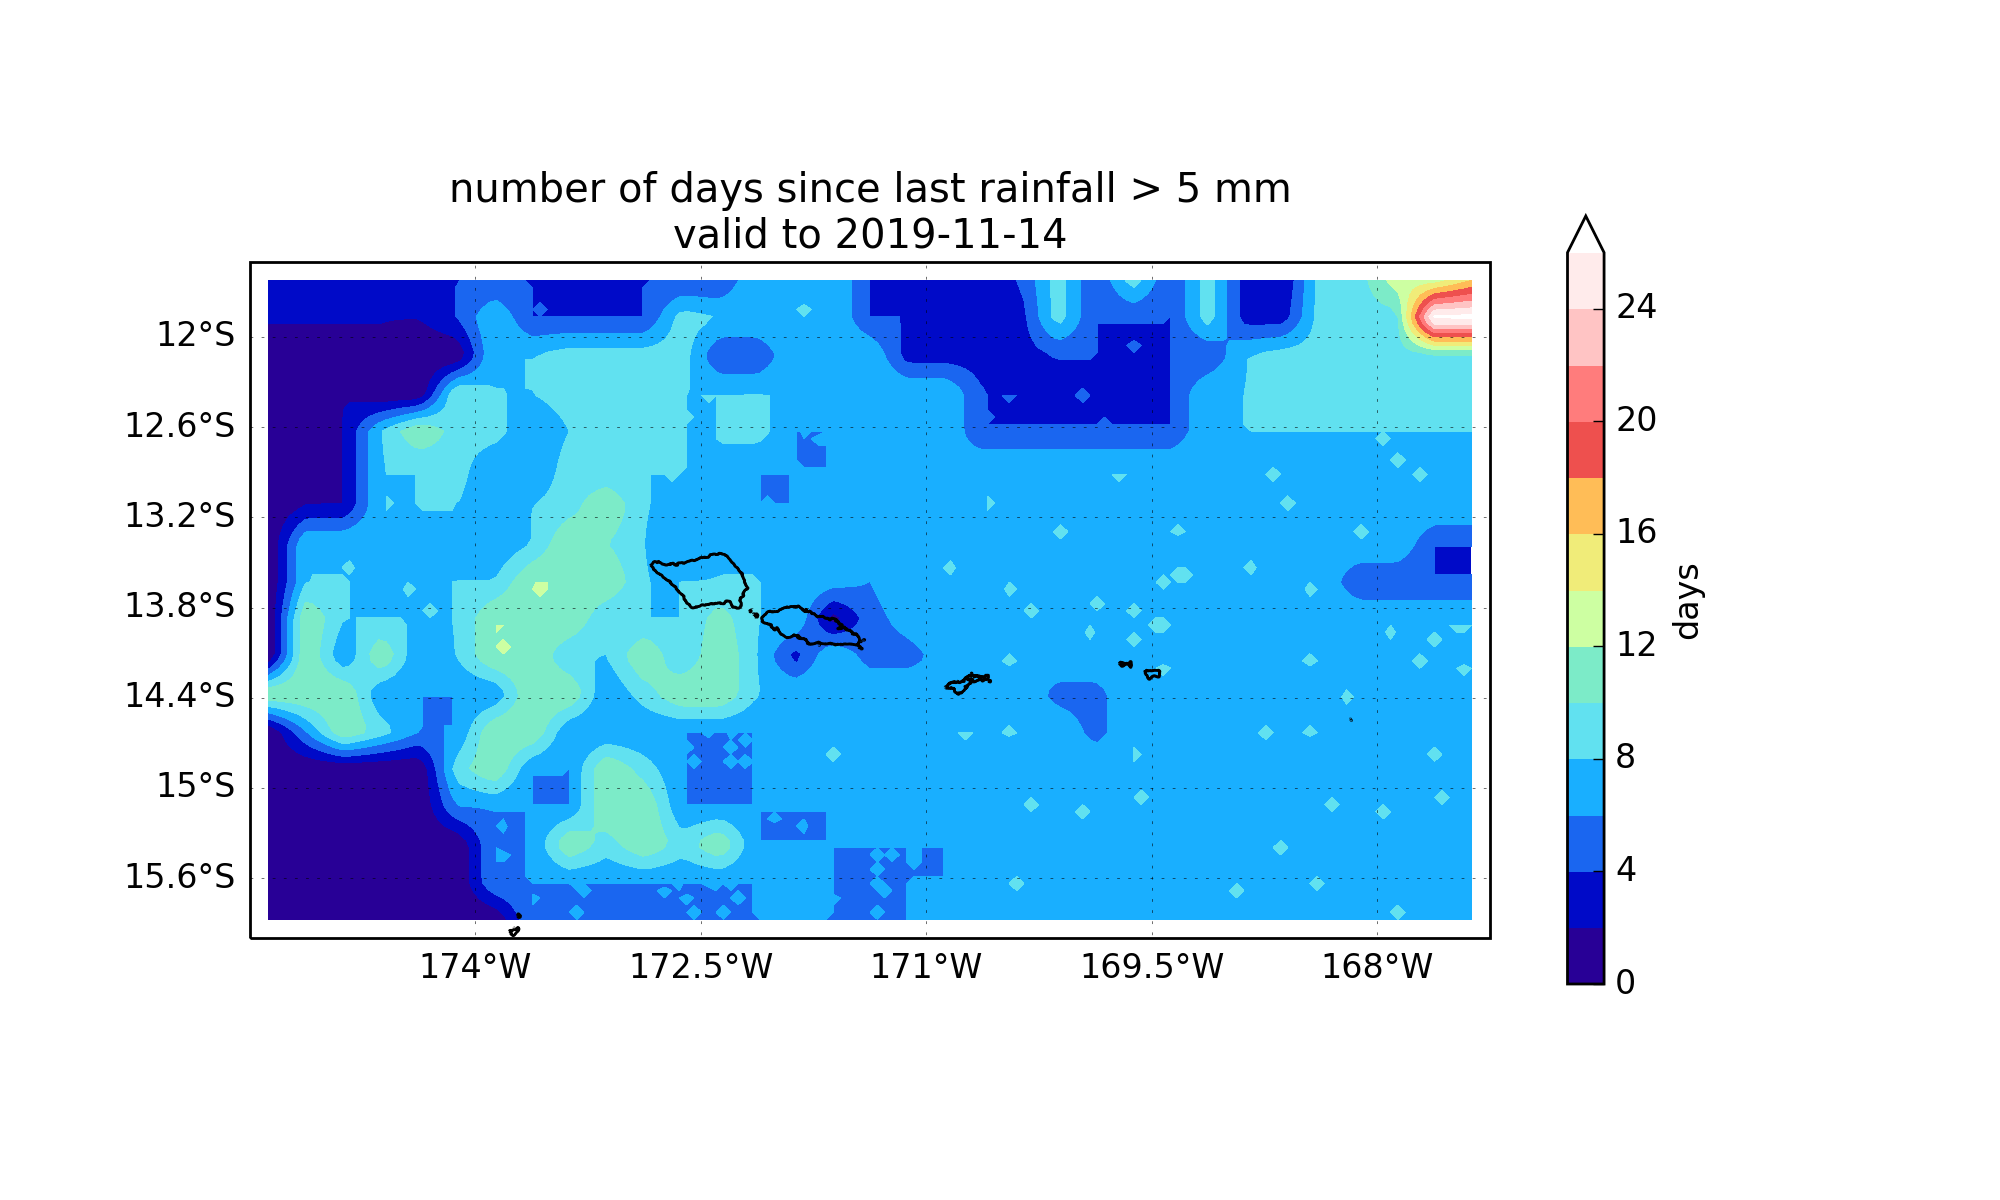 number of days since last rainfall > 5 mm
valid to 2019-11-14
12°S
12.6°S
13.2°S
13.8°S
14.4°S
15°S
15.6°S
174°W
172.5°W
171°W
169.5°W
168°W
24
20
16
12
8
4
0
days